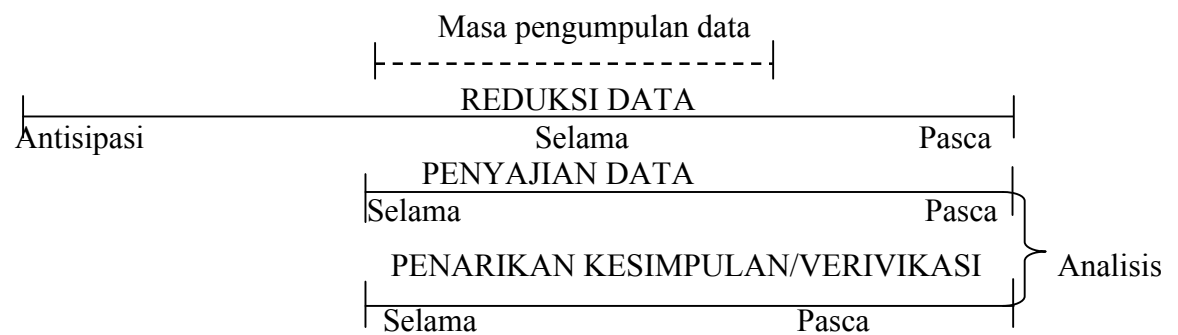 Masa pengumpulan data
REDUKSI DATA
Antisipasi Selama Pasca
PENYAJIAN DATA
Selama Pasca
PENARIKAN KESIMPULAN/VERIVIKASI Analisis
Selama Pasca